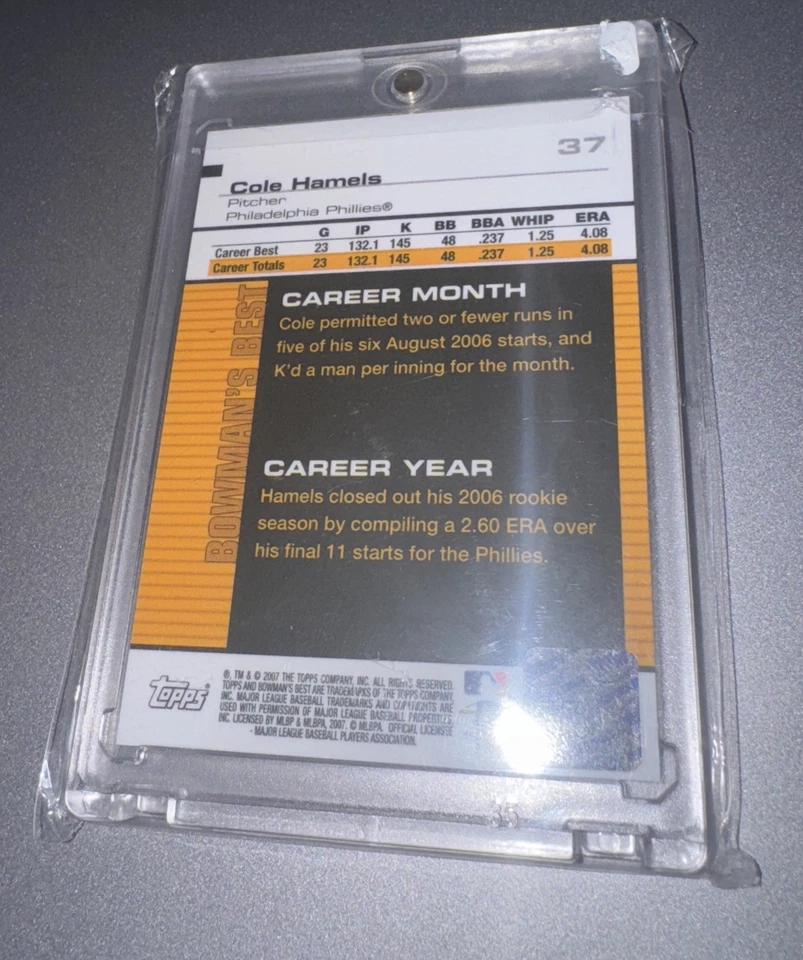 37
Cole Hamels
Pitcher
Philadelphia Phillies®
G IP K BB BBA WHIP ERA
Career Best 23 132.1 145 48 .237 1.25 4.08
Career Totals 23 132.1 145 48 .237 1.25 4.08
BOWMAN'S BEST
CAREER MONTH
Cole permitted two or fewer runs in
five of his six August 2006 starts, and
K'd a man per inning for the month.
CAREER YEAR
Hamels closed out his 2006 rookie
season by compiling a 2.60 ERA over
his final 11 starts for the Phillies.
Topps
®, TM & © 2007 THE TOPPS COMPANY, INC. ALL RIGHTS RESERVED.
TOPPS AND BOWMAN'S BEST ARE TRADEMARKS OF THE TOPPS COMPANY,
INC. MAJOR LEAGUE BASEBALL TRADEMARKS AND COPYRIGHTS ARE
USED WITH PERMISSION OF MAJOR LEAGUE BASEBALL PROPERTIES,
INC. LICENSED BY MLBP & MLBPA, 2007. © MLBPA. OFFICIAL LICENSEE
- MAJOR LEAGUE BASEBALL PLAYERS ASSOCIATION.
35